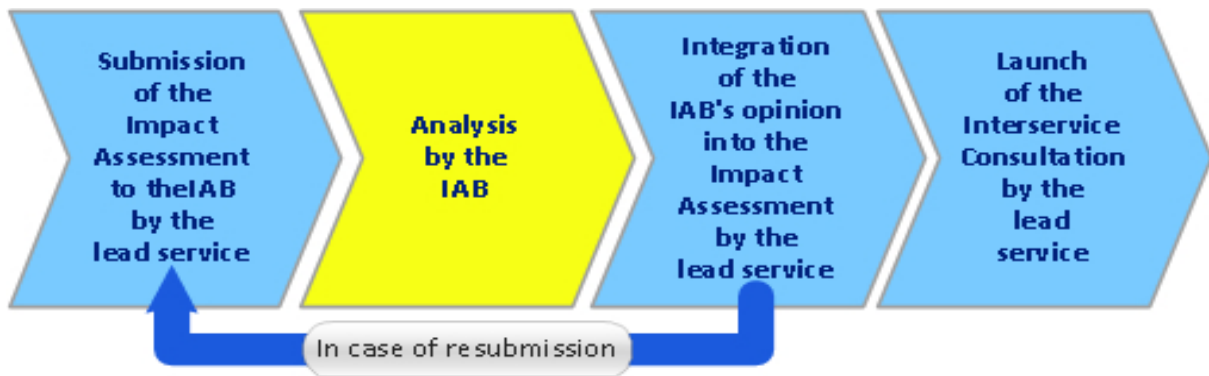 Submission
of the
Impact
Assessment
to theIAB
by the
lead service
Analysis
by the
IAB
Integration
of the
IAB's opinion
into the
Impact
Assessment
by the
lead service
Launch
of the
Interservice
Consultation
by the
lead
service
In case of resubmission